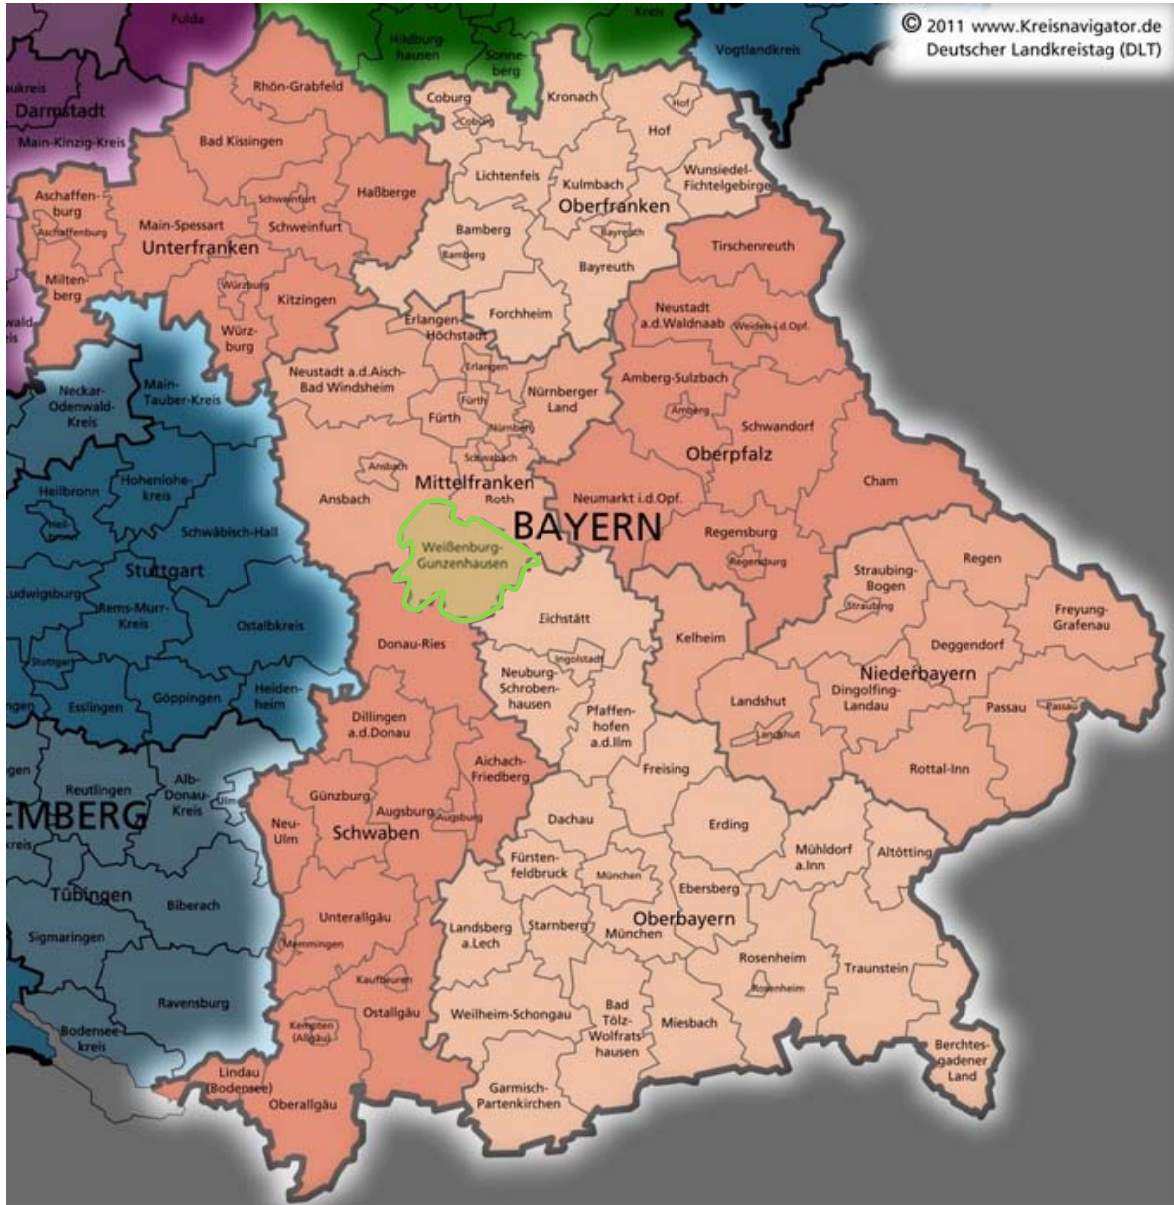 © 2011 www.Kreisnavigator.de
Deutscher Landkreistag (DLT)
Fulda
Hildburg-
hausen
Sonne-
berg
Kreis
Vogtlandkreis
Darmstadt
Main-Kinzig-Kreis
Rhön-Grabfeld
Bad Kissingen
Coburg
Coburg
Kronach
Hof
Hof
Aschaffen-
burg
Aschaffenburg
Main-Spessart
Unterfranken
Schweinfurt
Schweinfurt
Haßberge
Lichtenfels
Kulmbach
Oberfranken
Wunsiedel-
Fichtelgebirge
Bamberg
Bamberg
Bayreuth
Bayreuth
Tirschenreuth
Milten-
berg
Würzburg
Würz-
burg
Kitzingen
Erlangen-
Höchstadt
Forchheim
Neustadt
a.d.Waldnaab
Weiden i.d.Opf.
Neckar-
Odenwald-
Kreis
Main-
Tauber-Kreis
Neustadt a.d.Aisch-
Bad Windsheim
Erlangen
Fürth
Fürth
Nürnberg
Nürnberger
Land
Amberg-Sulzbach
Amberg
Schwandorf
Oberpfalz
Cham
Heilbronn
Heil-
bronn
Hohenlohe-
kreis
Schwäbisch-Hall
Ansbach
Ansbach
Schwabach
Mittelfranken
Roth
Neumarkt i.d.Opf.
BAYERN
Regensburg
Regensburg
Weißenburg-
Gunzenhausen
Stuttgart
Ludwigsburg
Rems-Murr-
Kreis
Ostalbkreis
Stuttgart
Esslingen
Göppingen
Heiden-
heim
Donau-Ries
Eichstätt
Ingolstadt
Kelheim
Straubing-
Bogen
Straubing
Regen
Freyung-
Grafenau
Deggendorf
Niederbayern
Dingolfing-
Landau
Passau
Passau
Neuburg-
Schroben-
hausen
Pfaffen-
hofen
a.d.Ilm
Landshut
Landshut
Rottal-Inn
Dillingen
a.d.Donau
Aichach-
Friedberg
Freising
Reutlingen
Alb-
Donau-
Kreis
Ulm
EMBERG
Tübingen
Biberach
Sigmaringen
Ravensburg
Bodensee-
kreis
Günzburg
Neu-
Ulm
Augsburg
Augsburg
Schwaben
Dachau
Erding
Mühldorf
a.Inn
Altötting
Fürsten-
feldbruck
München
Ebersberg
Unterallgäu
Memmingen
Landsberg
a.Lech
Starnberg
Oberbayern
München
Rosenheim
Rosenheim
Traunstein
Kaufbeuren
Ostallgäu
Kempten
(Allgäu)
Weilheim-Schongau
Bad
Tölz-
Wolfrats-
hausen
Miesbach
Berchtes-
gadener
Land
Lindau
(Bodensee)
Oberallgäu
Garmisch-
Partenkirchen